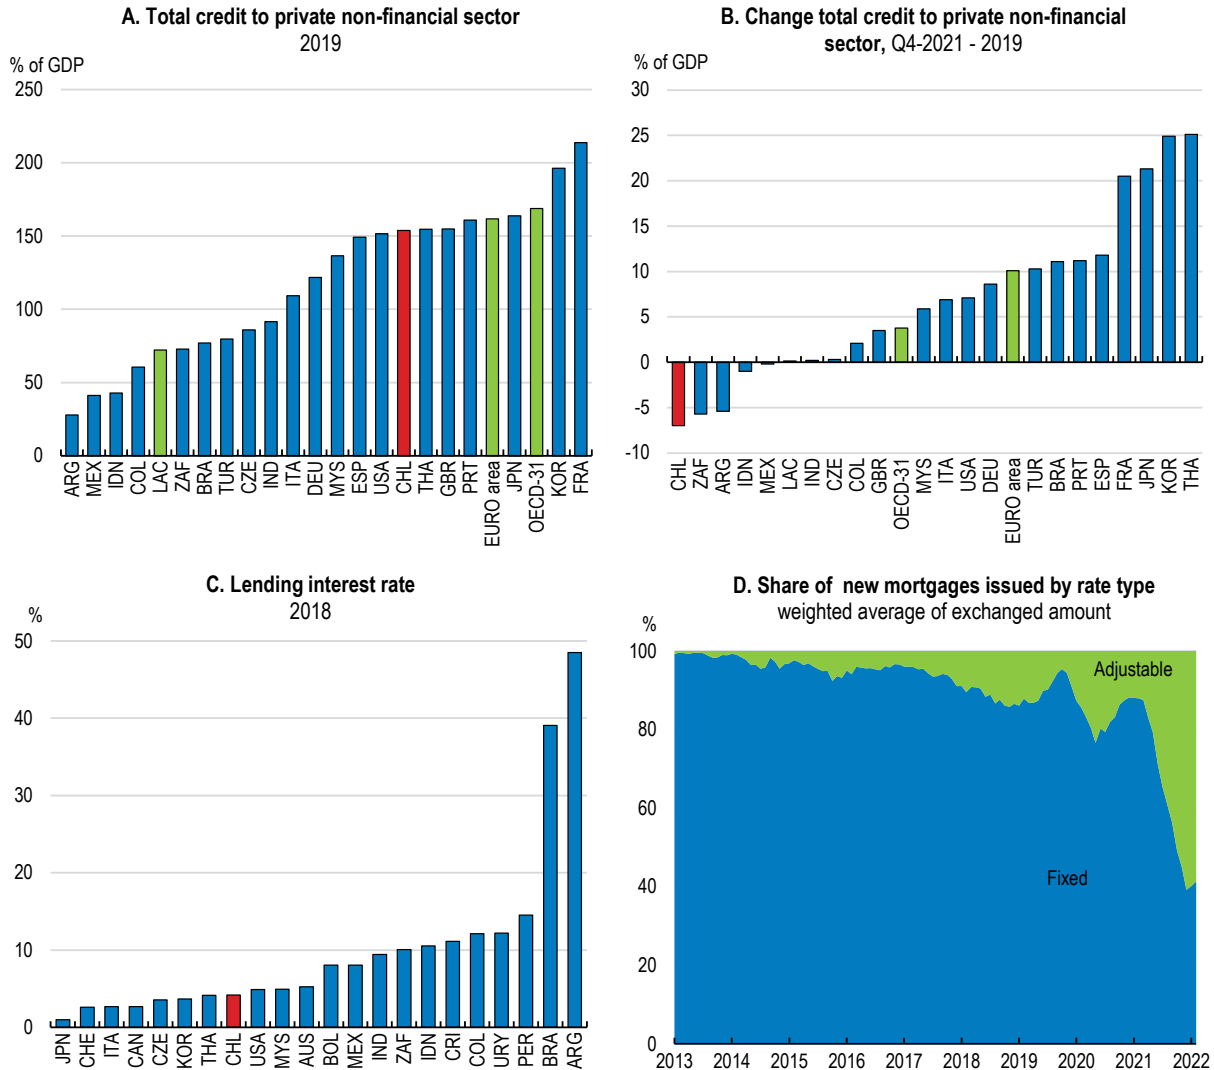 A. Total credit to private non-financial sector
2019
% of GDP
250
200
150
100
50
0
ARG MEX IDN COL LAC ZAF BRA TUR CZE IND ITA DEU MYS ESP USA CHL THA GBR PRT EURO area JPN OECD-31 KOR FRA
B. Change total credit to private non-financial
sector, Q4-2021 - 2019
% of GDP
30
25
20
15
10
5
0
-5
-10
CHL ZAF ARG IDN MEX LAC IND CZE COL GBR OECD-31 MYS ITA USA DEU EURO area TUR BRA PRT ESP FRA JPN KOR THA
C. Lending interest rate
2018
%
50
40
30
20
10
0
JPN CHE ITA CAN CZE KOR THA CHL USA MYS AUS BOL MEX IND ZAF IDN CRI COL URY PER BRA ARG
D. Share of new mortgages issued by rate type
weighted average of exchanged amount
%
100
80
60
40
20
0
Adjustable
Fixed
2013 2014 2015 2016 2017 2018 2019 2020 2021 2022